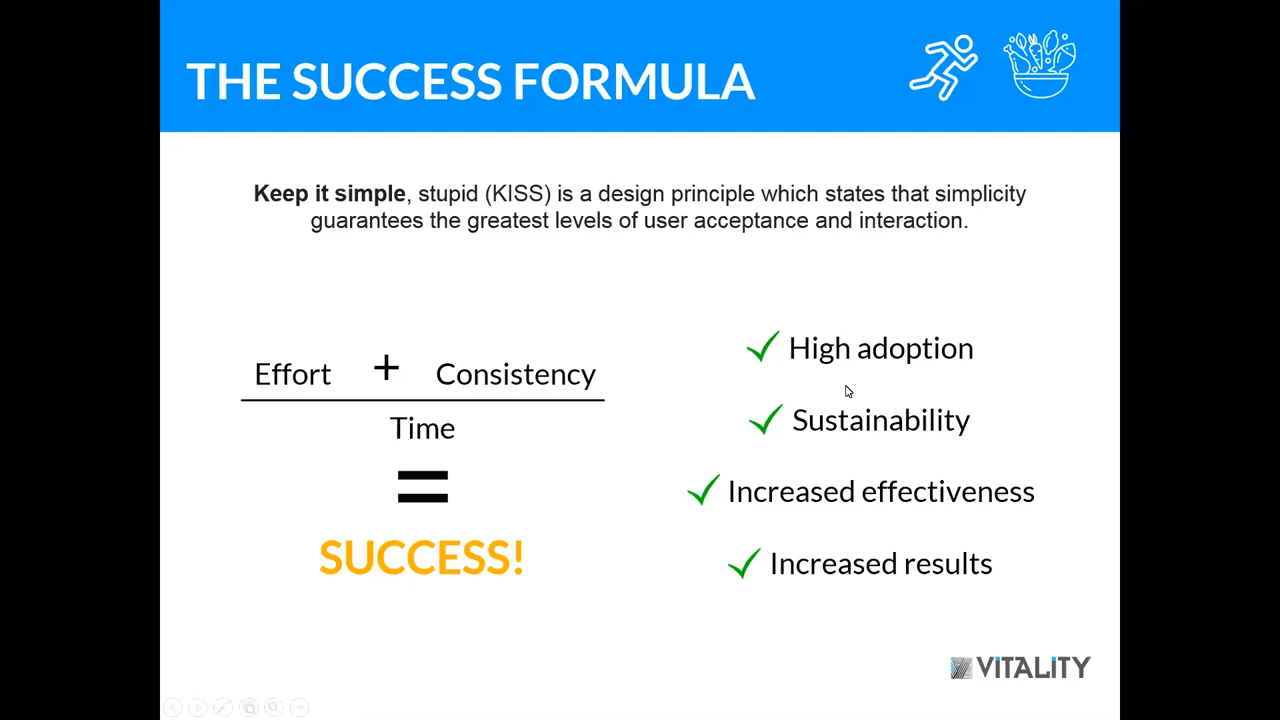 THE SUCCESS FORMULA
Keep it simple, stupid (KISS) is a design principle which states that simplicity
guarantees the greatest levels of user acceptance and interaction.
Effort + Consistency
Time
=
SUCCESS!
High adoption
Sustainability
Increased effectiveness
Increased results
VITALITY